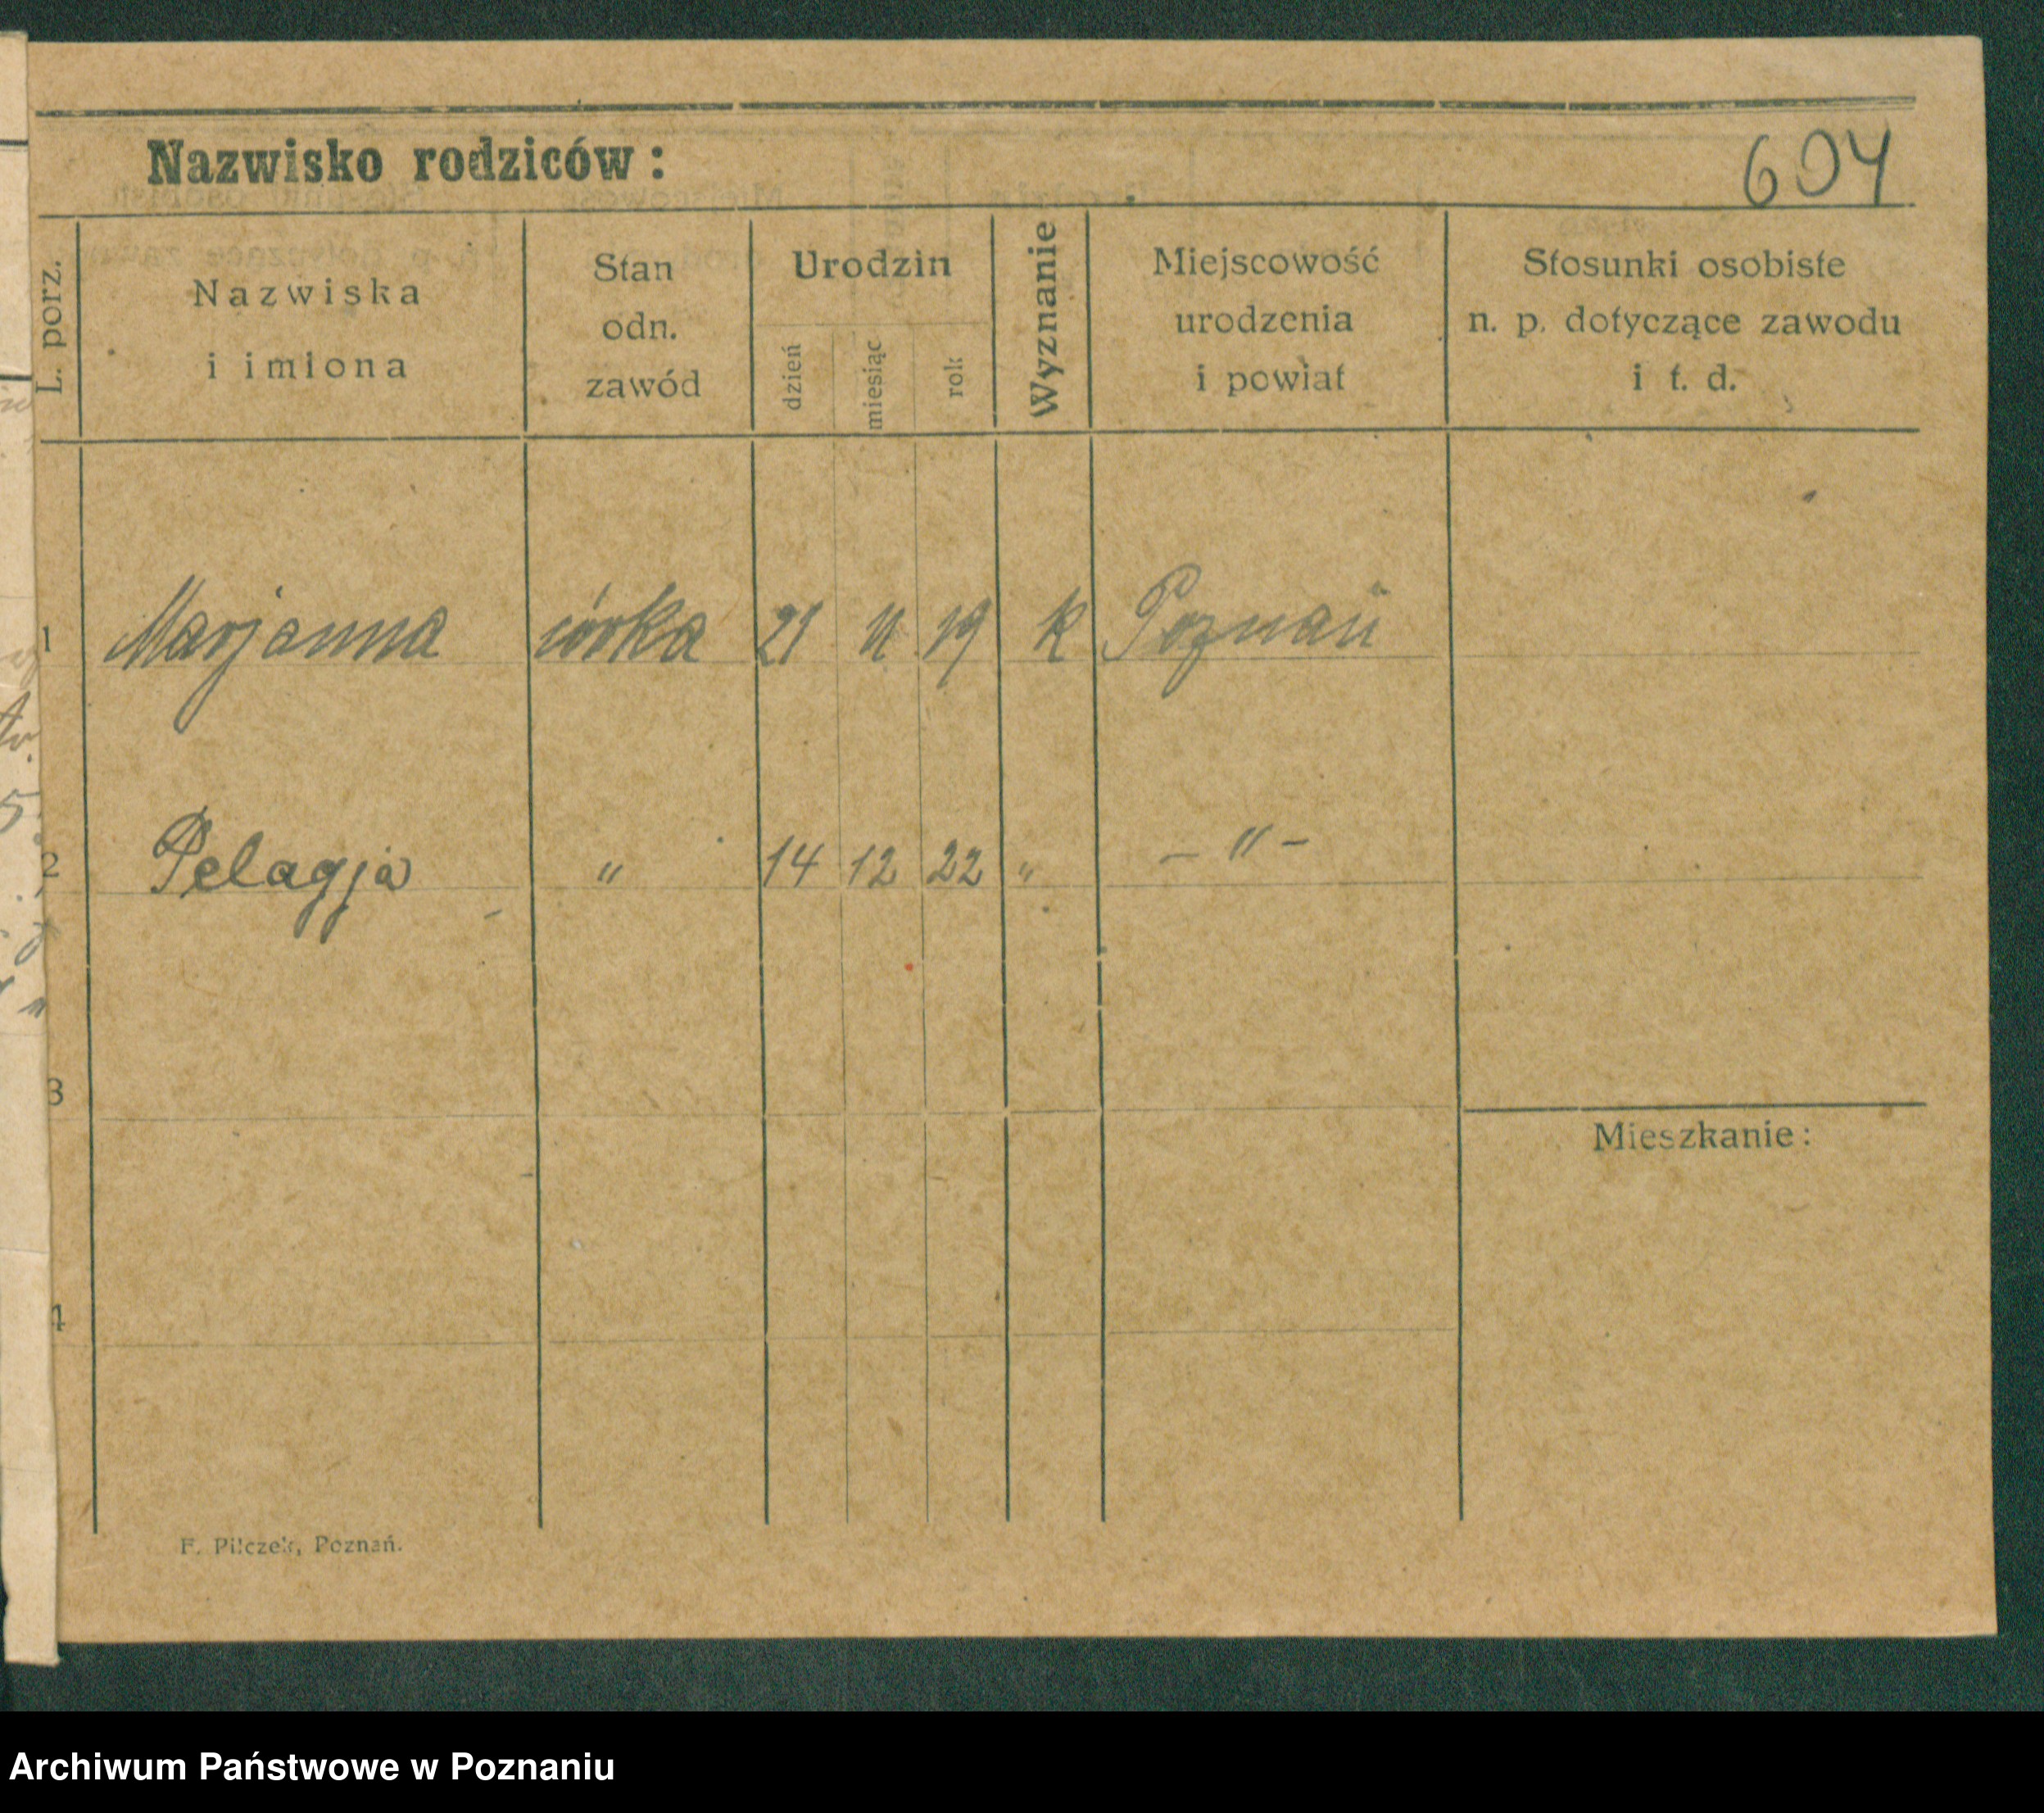 Nazwisko rodziców: 604
L. porz.
Nazwiska
i imiona
Stan
odn.
zawód
Urodzin
dzień
miesiąc
rok
Wyznanie
Miejscowość
urodzenia
i powiat
Stosunki osobiste
n. p. dotyczące zawodu
i t. d.
1 Marjanna córka 21 11 19 k Poznań
2 Pelagja " 14 12 22 " – " –
3
Mieszkanie:
4
F. Pilczek, Poznań.
Archiwum Państwowe w Poznaniu